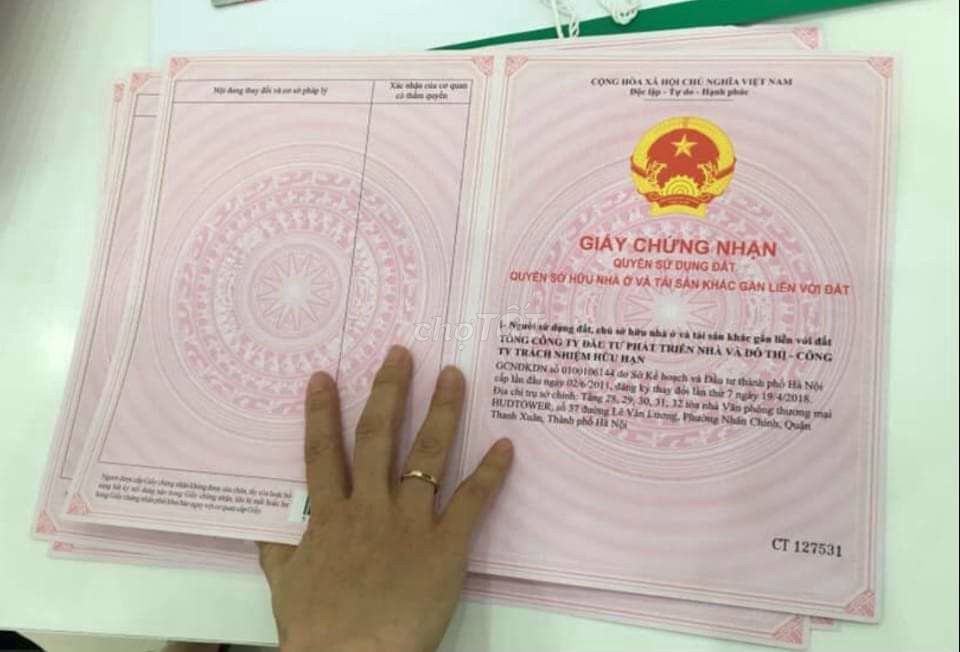 Nội dung thay đổi và cơ sở pháp lý
Xác nhận của cơ quan
có thẩm quyền
Người được cấp Giấy chứng nhận không được sửa chữa, tẩy xóa hoặc bổ
sung bất kỳ nội dung nào trong Giấy chứng nhận; khi bị mất hoặc hư
hỏng Giấy chứng nhận phải khai báo ngay với cơ quan cấp Giấy.
CỘNG HÒA XÃ HỘI CHỦ NGHĨA VIỆT NAM
Độc lập - Tự do - Hạnh phúc
GIẤY CHỨNG NHẬN
QUYỀN SỬ DỤNG ĐẤT
QUYỀN SỞ HỮU NHÀ Ở VÀ TÀI SẢN KHÁC GẮN LIỀN VỚI ĐẤT
chợTỐT
I- Người sử dụng đất, chủ sở hữu nhà ở và tài sản khác gắn liền với đất
TỔNG CÔNG TY ĐẦU TƯ PHÁT TRIỂN NHÀ VÀ ĐÔ THỊ - CÔNG
TY TRÁCH NHIỆM HỮU HẠN
GCNĐKDN số 0100106144 do Sở Kế hoạch và Đầu tư thành phố Hà Nội
cấp lần đầu ngày 02/6/2011, đăng ký thay đổi lần thứ 7 ngày 19/4/2018.
Địa chỉ trụ sở chính: Tầng 28, 29, 30, 31, 32 tòa nhà Văn phòng thương mại
HUDTOWER, số 37 đường Lê Văn Lương, Phường Nhân Chính, Quận
Thanh Xuân, Thành phố Hà Nội
CT 127531